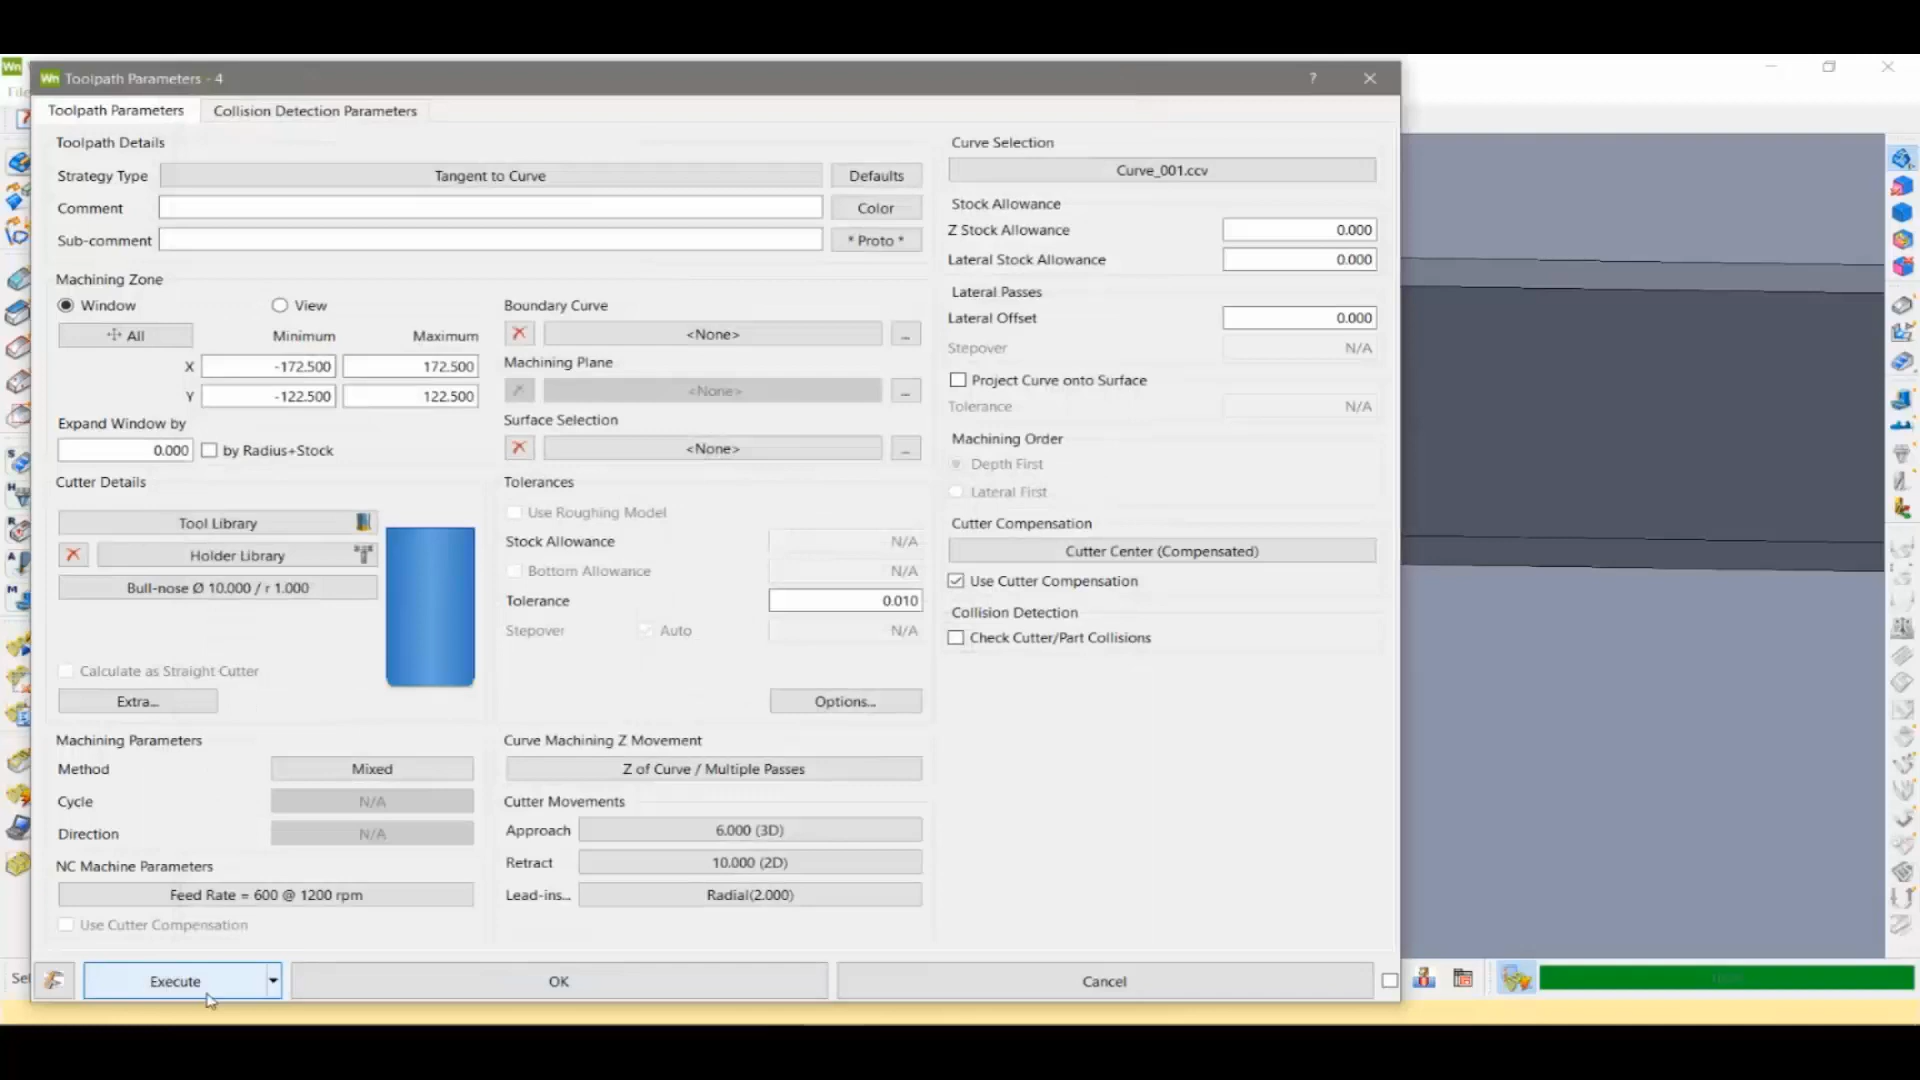 Wn
Wn Toolpath Parameters - 4 ?
Toolpath Parameters Collision Detection Parameters
Toolpath Details
Strategy Type Tangent to Curve Defaults
Comment Color
Sub-comment * Proto *
Machining Zone
Window View
All Minimum Maximum
X -172.500 172.500
Y -122.500 122.500
Expand Window by
0.000 by Radius+Stock
Boundary Curve
<None> ...
Machining Plane
<None> ...
Surface Selection
<None> ...
Cutter Details
Tool Library
Holder Library
Bull-nose Ø 10.000 / r 1.000
Calculate as Straight Cutter
Extra...
Tolerances
Use Roughing Model
Stock Allowance N/A
Bottom Allowance N/A
Tolerance 0.010
Stepover Auto N/A
Options...
Machining Parameters
Method Mixed
Cycle N/A
Direction N/A
NC Machine Parameters
Feed Rate = 600 @ 1200 rpm
Use Cutter Compensation
Curve Machining Z Movement
Z of Curve / Multiple Passes
Cutter Movements
Approach 6.000 (3D)
Retract 10.000 (2D)
Lead-ins... Radial(2.000)
Curve Selection
Curve_001.ccv
Stock Allowance
Z Stock Allowance 0.000
Lateral Stock Allowance 0.000
Lateral Passes
Lateral Offset 0.000
Stepover N/A
Project Curve onto Surface
Tolerance N/A
Machining Order
Depth First
Lateral First
Cutter Compensation
Cutter Center (Compensated)
Use Cutter Compensation
Collision Detection
Check Cutter/Part Collisions
Execute OK Cancel